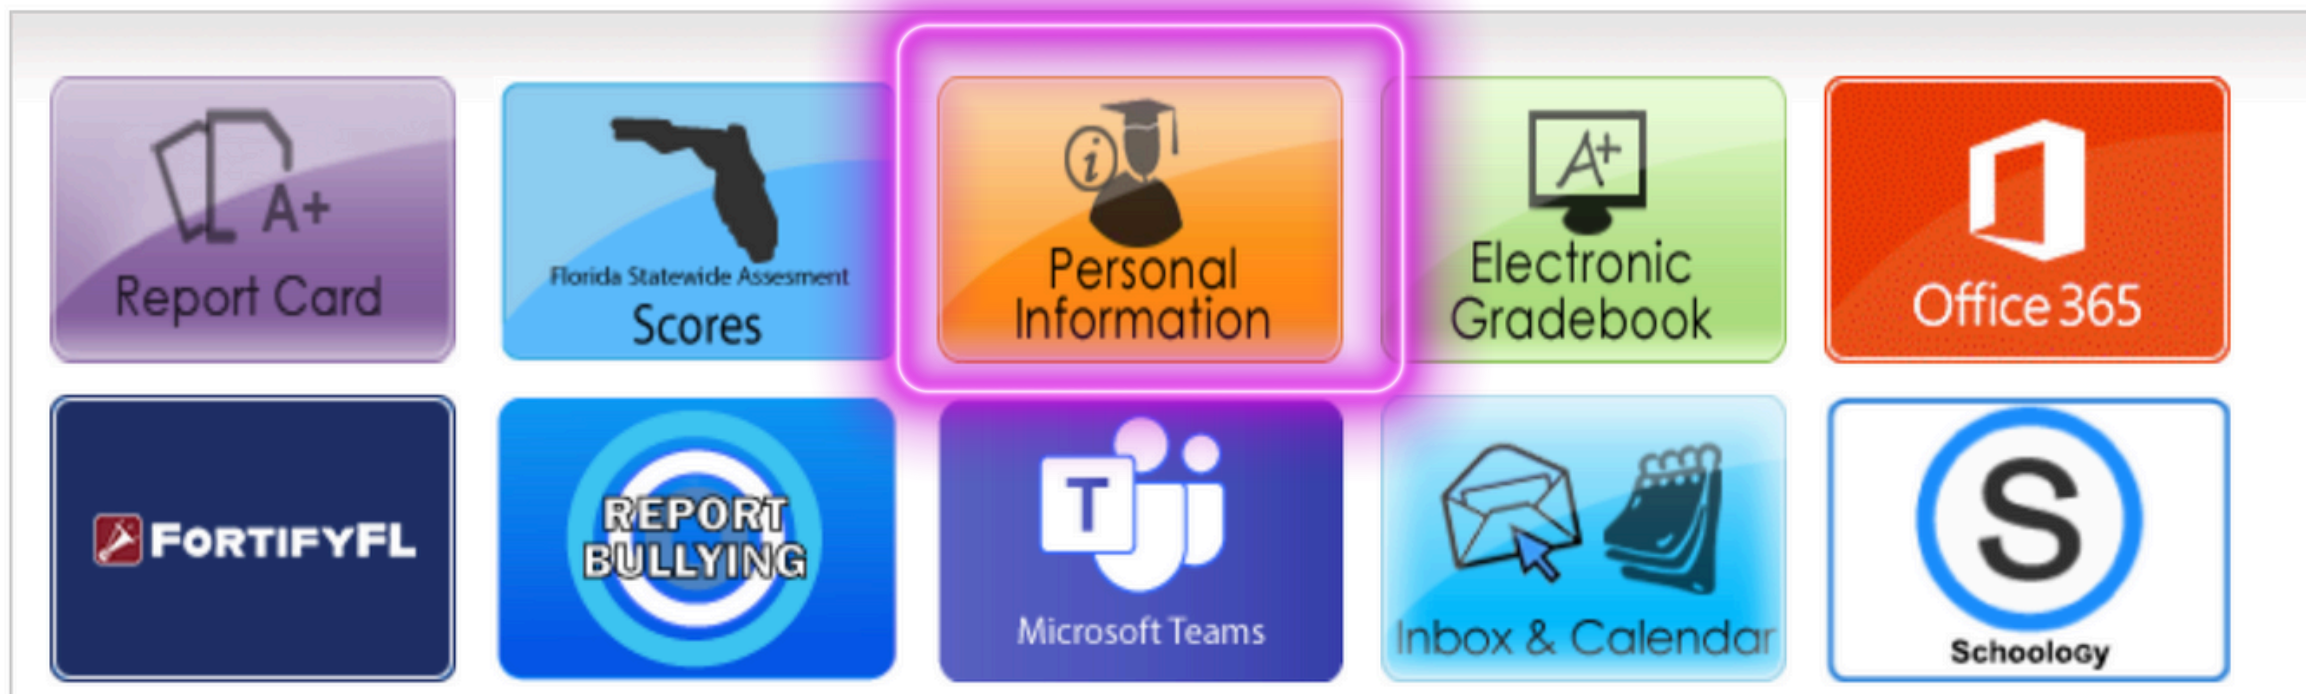 A+
Report Card
Florida Statewide Assesment
Scores
i
Personal
Information
A+
Electronic
Gradebook
Office 365
FORTIFYFL
REPORT
BULLYING
T
Microsoft Teams
Inbox & Calendar
S
SchooloGy